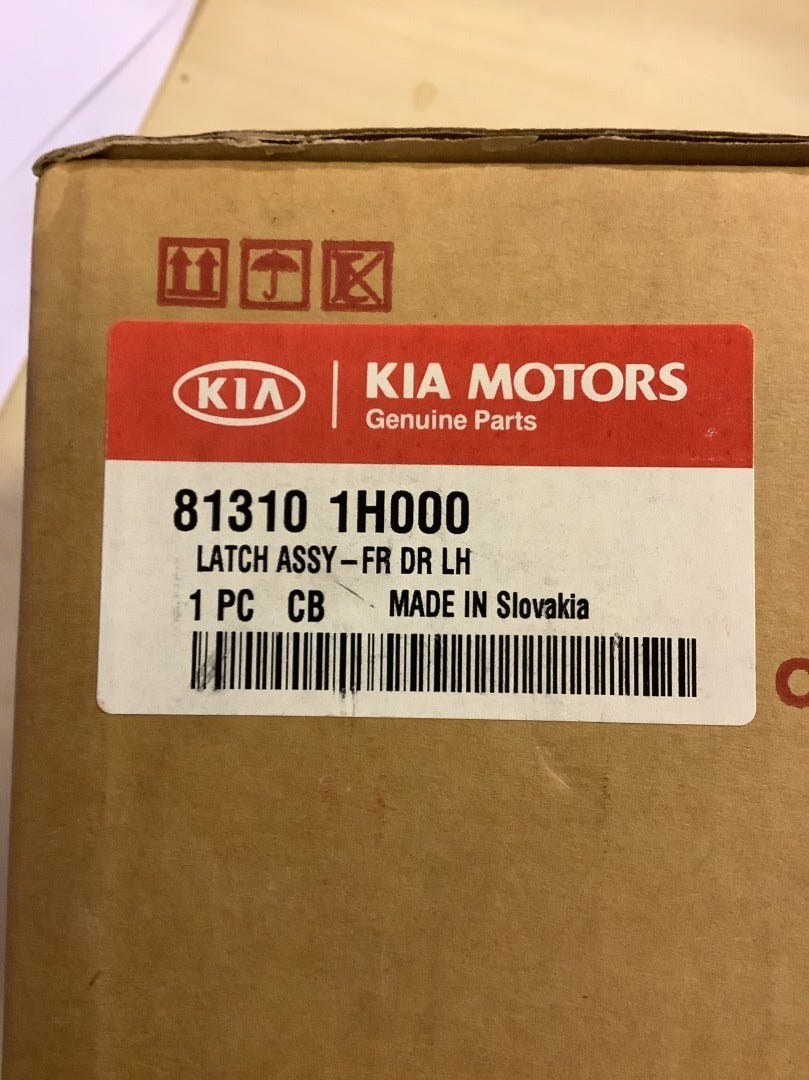 KIA KIA MOTORS
Genuine Parts
81310 1H000
LATCH ASSY-FR DR LH
1 PC CB MADE IN Slovakia